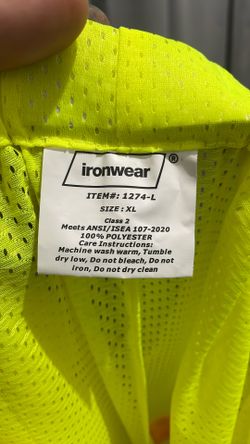 ironwear®
ITEM#: 1274-L
SIZE: XL
Class 2
Meets ANSI/ISEA 107-2020
100% POLYESTER
Care Instructions:
Machine wash warm, Tumble
dry low, Do not bleach, Do not
iron, Do not dry clean